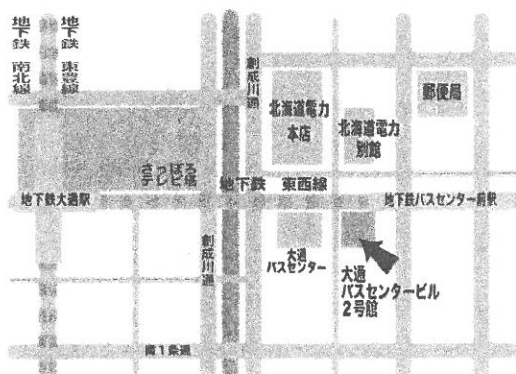 地下鉄 南北線
地下鉄 東豊線
創成川通
北海道電力
本店
北海道電力
別館
郵便局
さっぽろ
テレビ塔
地下鉄 東西線
地下鉄大通駅
地下鉄バスセンター前駅
創成川通
大通
バスセンター
大通
バスセンタービル
2号館
南1条通